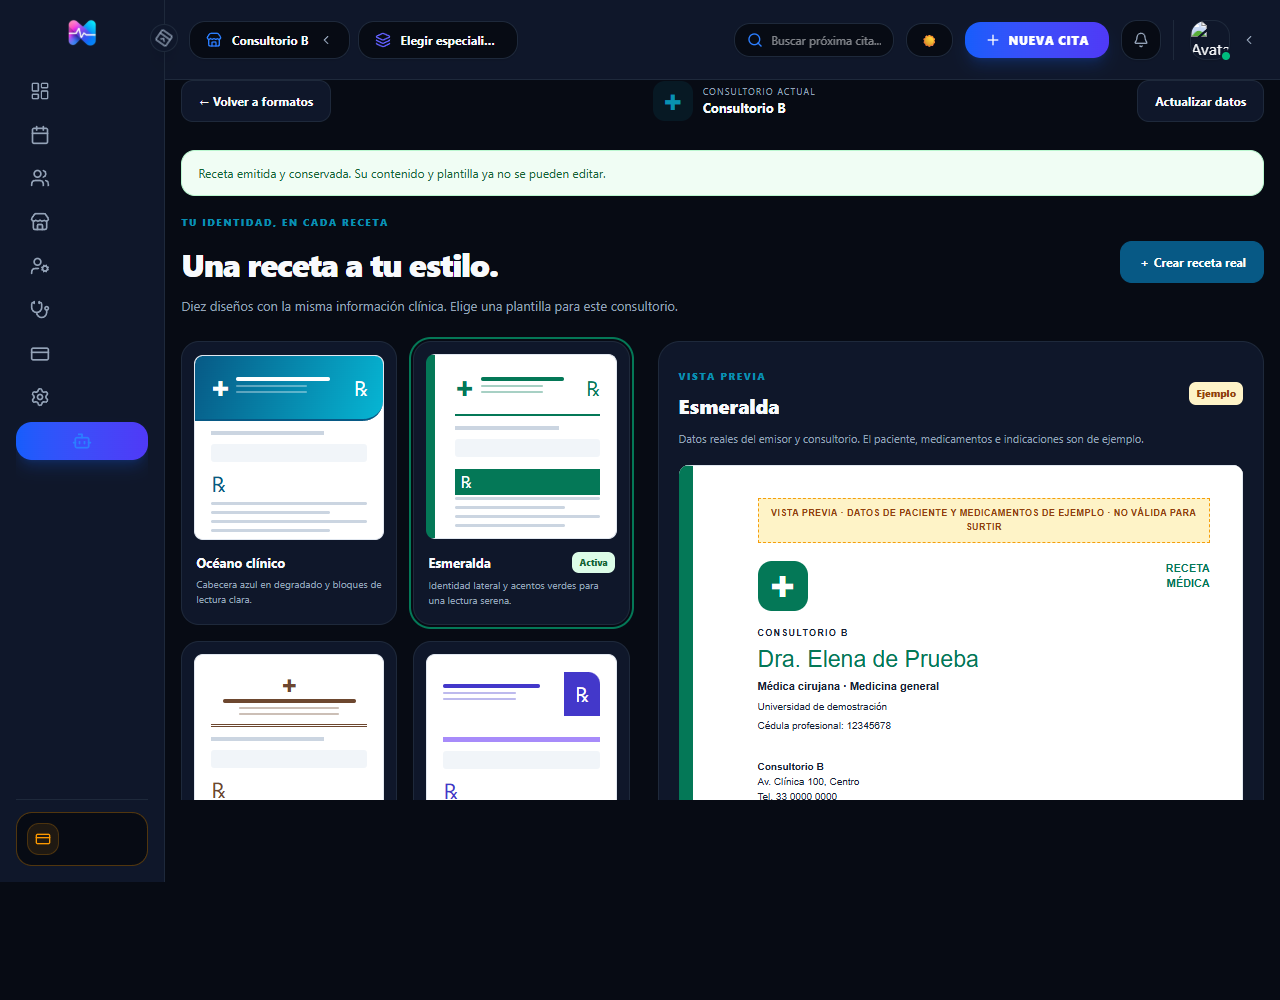 Consultorio B
Elegir especiali...
Buscar próxima cita...
NUEVA CITA
Avata
← Volver a formatos
CONSULTORIO ACTUAL
Consultorio B
Actualizar datos
Receta emitida y conservada. Su contenido y plantilla ya no se pueden editar.
TU IDENTIDAD, EN CADA RECETA
Una receta a tu estilo.
+ Crear receta real
Diez diseños con la misma información clínica. Elige una plantilla para este consultorio.
℞
℞
Océano clínico
Cabecera azul en degradado y bloques de
lectura clara.
℞
℞
Esmeralda
Activa
Identidad lateral y acentos verdes para
una lectura serena.
℞
℞
℞
VISTA PREVIA
Esmeralda
Ejemplo
Datos reales del emisor y consultorio. El paciente, medicamentos e indicaciones son de ejemplo.
VISTA PREVIA · DATOS DE PACIENTE Y MEDICAMENTOS DE EJEMPLO · NO VÁLIDA PARA
SURTIR
RECETA
MÉDICA
CONSULTORIO B
Dra. Elena de Prueba
Médica cirujana · Medicina general
Universidad de demostración
Cédula profesional: 12345678
Consultorio B
Av. Clínica 100, Centro
Tel. 33 0000 0000